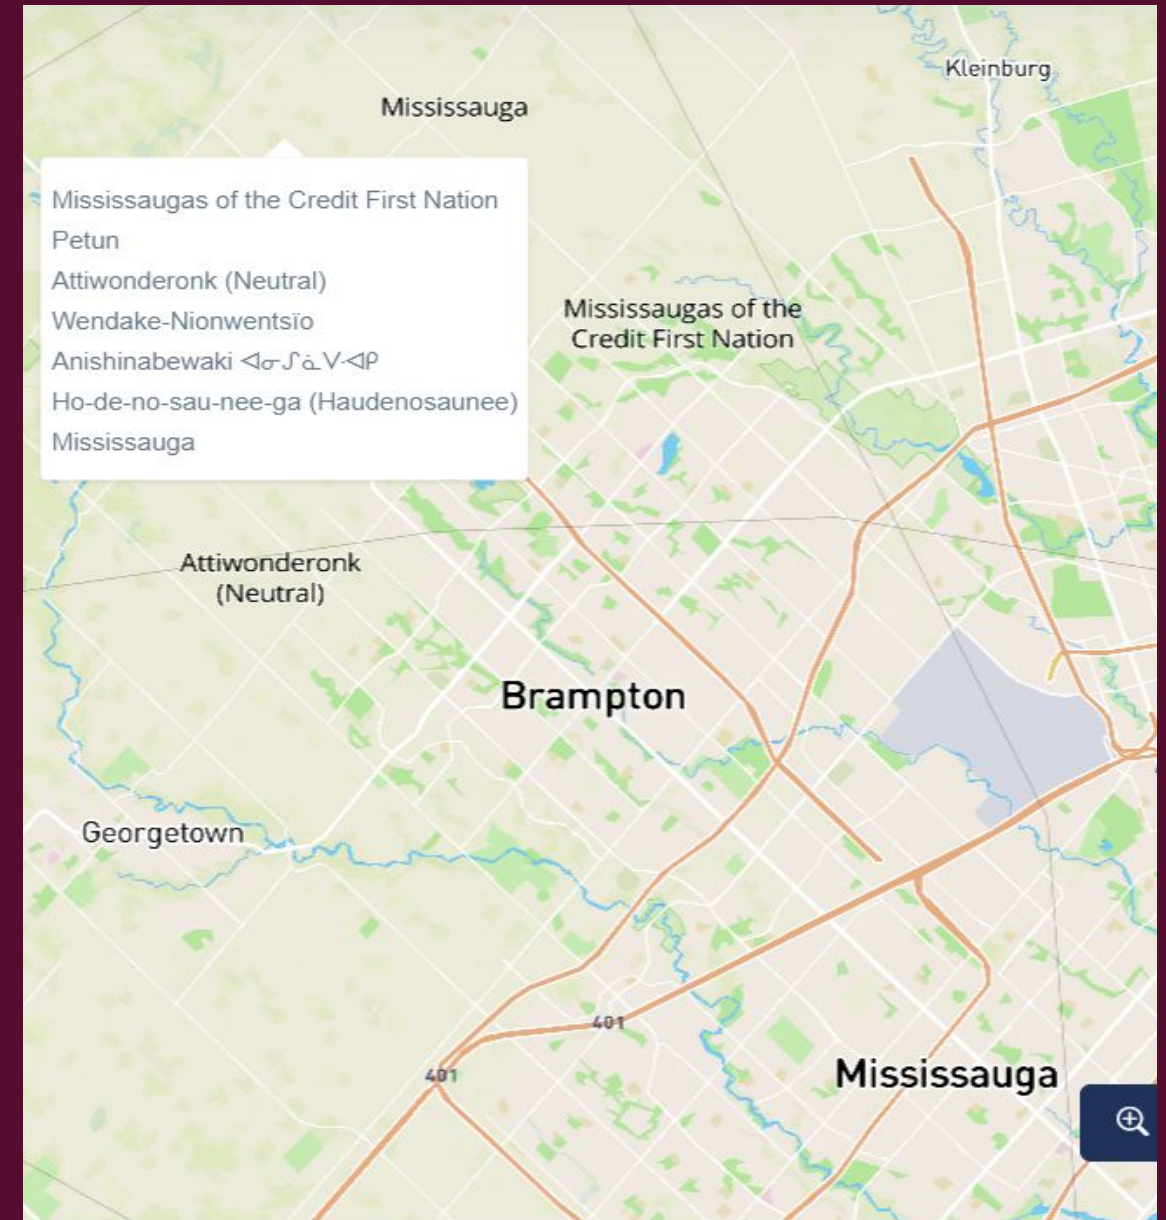 Kleinburg
Mississauga
Mississaugas of the Credit First Nation
Petun
Attiwonderonk (Neutral)
Wendake-Nionwentsïo
Anishinabewaki ᐊᓂᔑᓈᐯᐗᑭ
Ho-de-no-sau-nee-ga (Haudenosaunee)
Mississauga
Mississaugas of the
Credit First Nation
Attiwonderonk
(Neutral)
Brampton
Georgetown
401
401
Mississauga